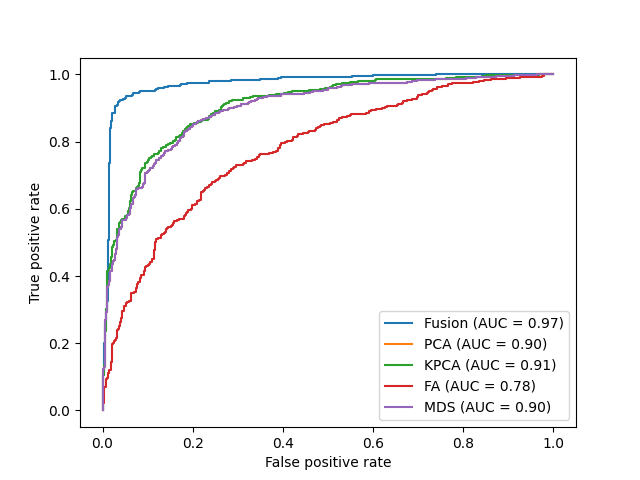 1.0
0.8
0.6
0.4
0.2
0.0
True positive rate
0.0 0.2 0.4 0.6 0.8 1.0
False positive rate
Fusion (AUC = 0.97)
PCA (AUC = 0.90)
KPCA (AUC = 0.91)
FA (AUC = 0.78)
MDS (AUC = 0.90)